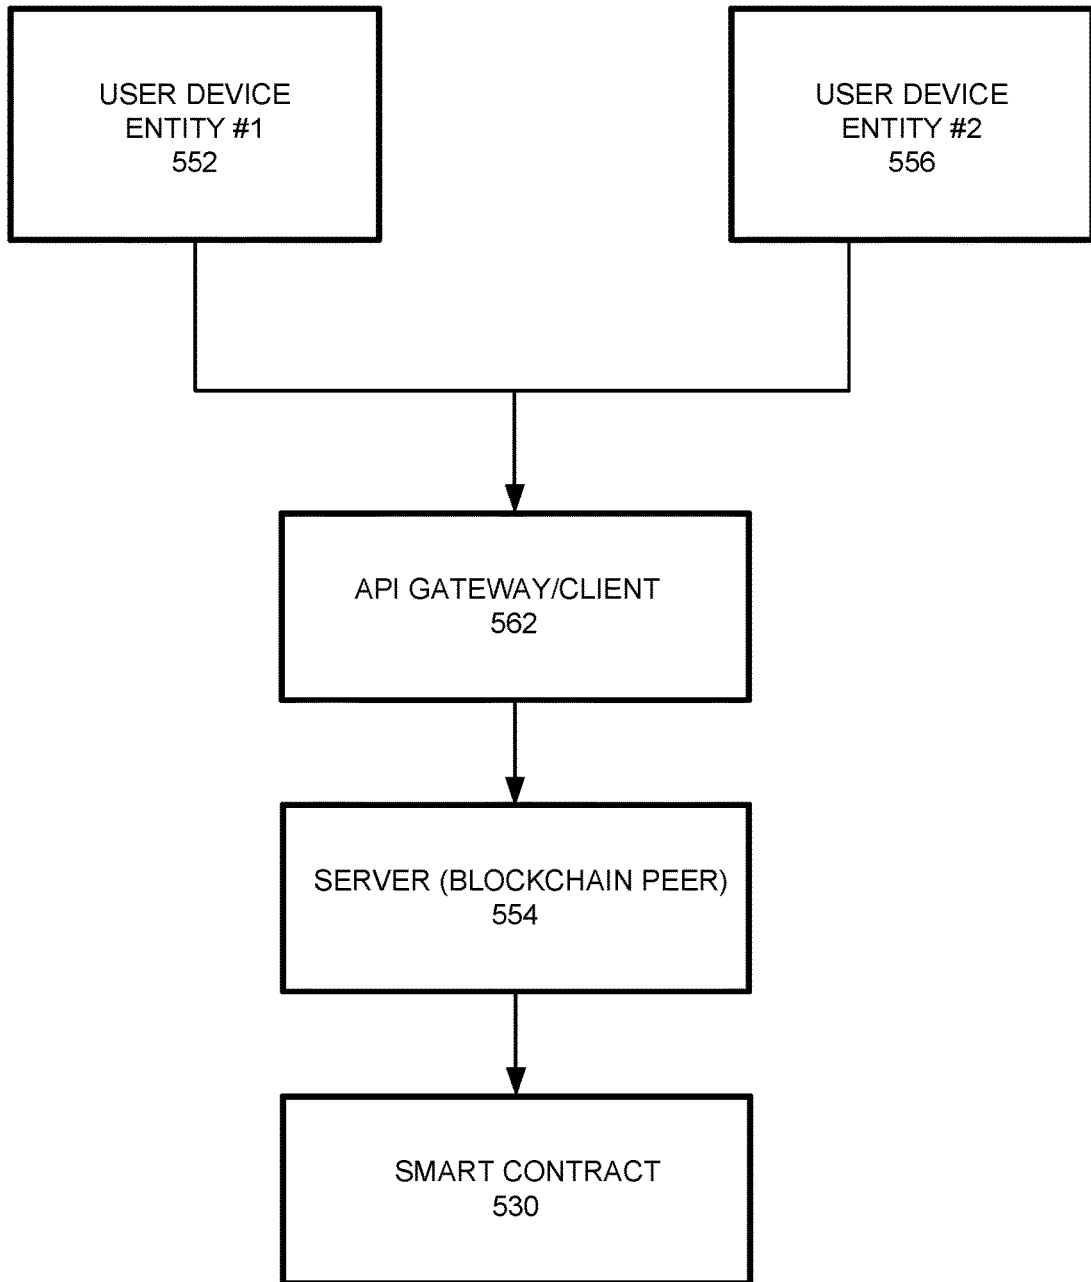 USER DEVICE
ENTITY #1
552
USER DEVICE
ENTITY #2
556
API GATEWAY/CLIENT
562
SERVER (BLOCKCHAIN PEER)
554
SMART CONTRACT
530